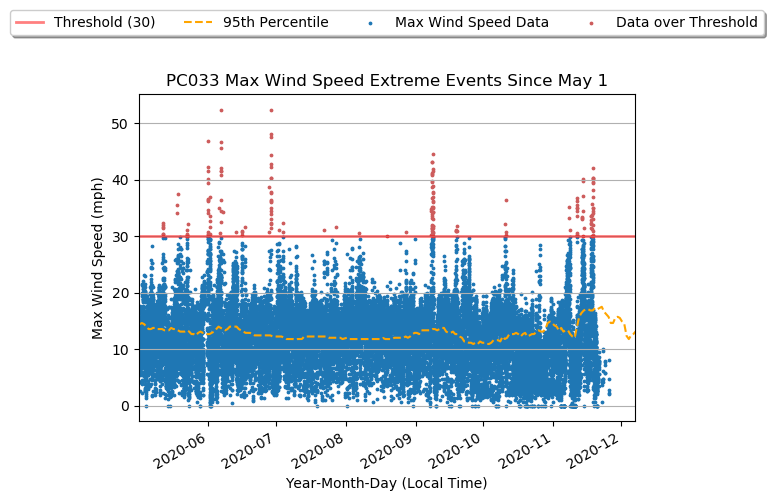 Threshold (30) 95th Percentile Max Wind Speed Data Data over Threshold
PC033 Max Wind Speed Extreme Events Since May 1
50
40
30
20
10
0
Max Wind Speed (mph)
2020-06 2020-07 2020-08 2020-09 2020-10 2020-11 2020-12
Year-Month-Day (Local Time)